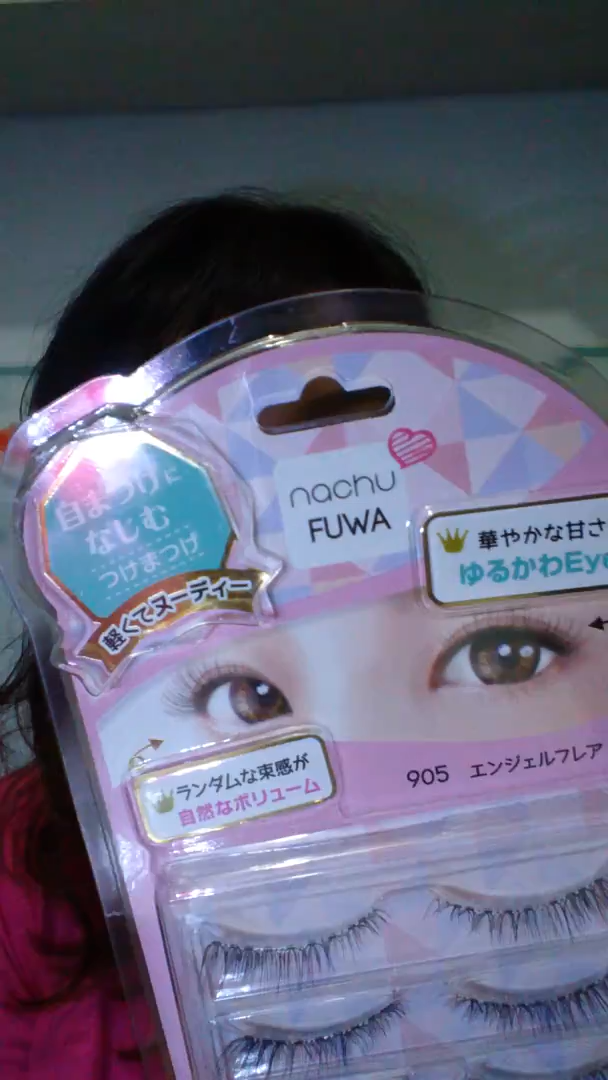 自まつげに
なじむ
つけまつげ
軽くてヌーディー
nachu
FUWA
華やかな甘さ
ゆるかわEye
ランダムな束感が
自然なボリューム
905 エンジェルフレア